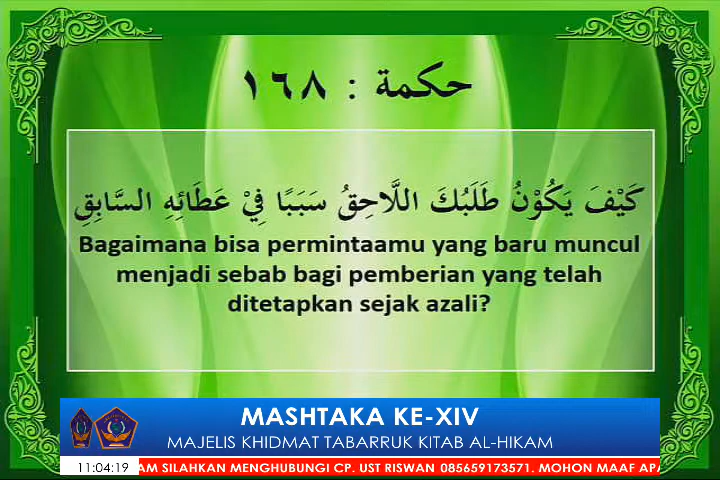 حكمة : ١٦٨
كَيْفَ يَكُوْنُ طَلَبُكَ اللَّاحِقُ سَبَبًا فِيْ عَطَائِهِ السَّابِقِ
Bagaimana bisa permintaamu yang baru muncul
menjadi sebab bagi pemberian yang telah
ditetapkan sejak azali?
MASHTAKA KE-XIV
MAJELIS KHIDMAT TABARRUK KITAB AL-HIKAM
11:04:19 AM SILAHKAN MENGHUBUNGI CP. UST RISWAN 085659173571. MOHON MAAF APA